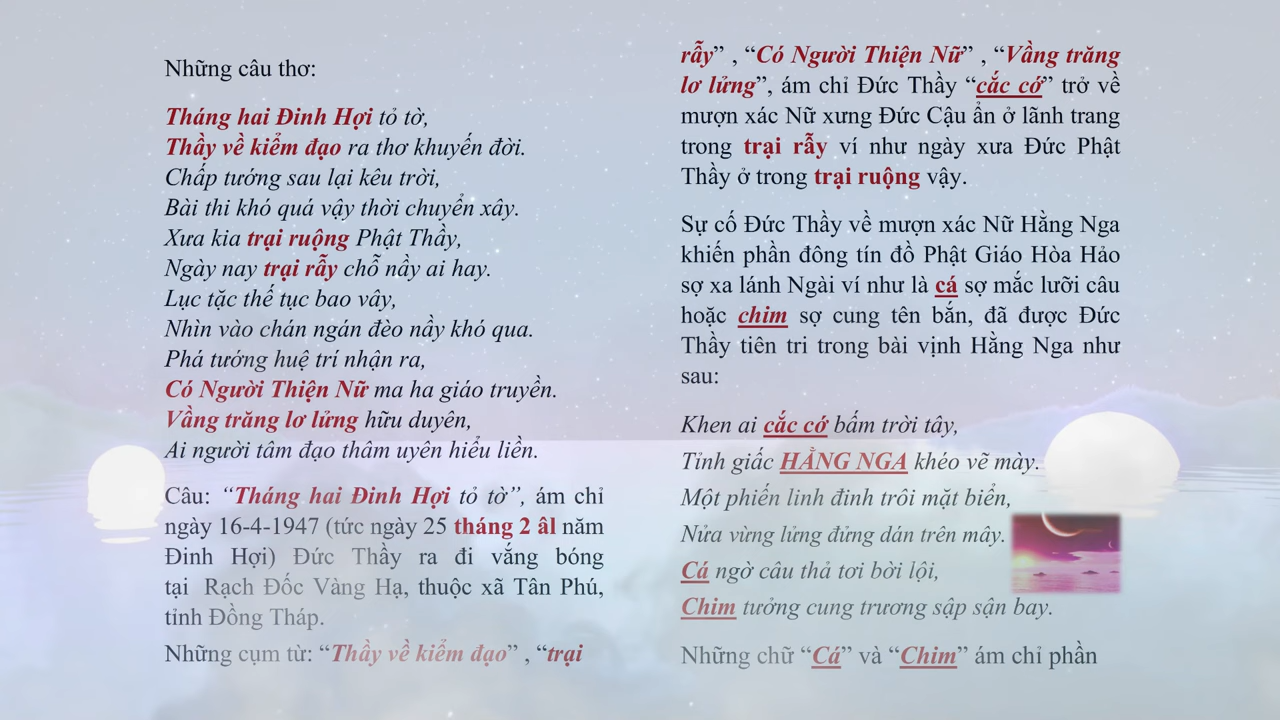 Những câu thơ:
Tháng hai Đinh Hợi tỏ tờ,
Thầy về kiểm đạo ra thơ khuyến đời.
Chấp tướng sau lại kêu trời,
Bài thi khó quá vậy thời chuyển xây.
Xưa kia trại ruộng Phật Thầy,
Ngày nay trại rẫy chỗ nầy ai hay.
Lục tặc thế tục bao vây,
Nhìn vào chán ngán đèo nầy khó qua.
Phá tướng huệ trí nhận ra,
Có Người Thiện Nữ ma ha giáo truyền.
Vầng trăng lơ lửng hữu duyên,
Ai người tâm đạo thâm uyên hiểu liền.
Câu: “Tháng hai Đinh Hợi tỏ tờ”, ám chỉ
ngày 16-4-1947 (tức ngày 25 tháng 2 âl năm
Đinh Hợi) Đức Thầy ra đi vắng bóng
tại Rạch Đốc Vàng Hạ, thuộc xã Tân Phú,
tỉnh Đồng Tháp.
Những cụm từ: “Thầy về kiểm đạo” , “trại
rẫy” , “Có Người Thiện Nữ” , “Vầng trăng
lơ lửng”, ám chỉ Đức Thầy “cắc cớ” trở về
mượn xác Nữ xưng Đức Cậu ẩn ở lãnh trang
trong trại rẫy ví như ngày xưa Đức Phật
Thầy ở trong trại ruộng vậy.
Sự cố Đức Thầy về mượn xác Nữ Hằng Nga
khiến phần đông tín đồ Phật Giáo Hòa Hảo
sợ xa lánh Ngài ví như là cá sợ mắc lưỡi câu
hoặc chim sợ cung tên bắn, đã được Đức
Thầy tiên tri trong bài vịnh Hằng Nga như
sau:
Khen ai cắc cớ bấm trời tây,
Tỉnh giấc HẰNG NGA khéo vẽ mày.
Một phiến linh đinh trôi mặt biển,
Nửa vừng lửng đửng dán trên mây.
Cá ngờ câu thả tơi bời lội,
Chim tưởng cung trương sập sận bay.
Những chữ “Cá” và “Chim” ám chỉ phần